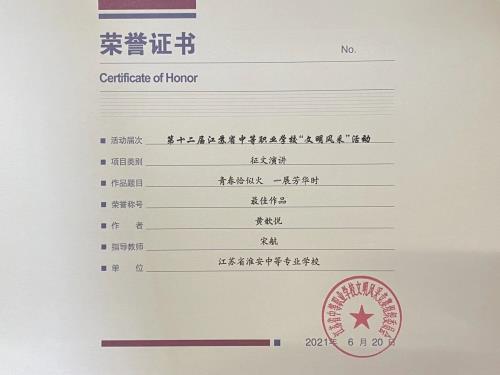 荣誉证书
No.
Certificate of Honor
活动届次 第十二届江苏省中等职业学校“文明风采”活动
项目类别 征文演讲
作品题目 青春恰似火 一展芳华时
荣誉称号 最佳作品
作者 黄歆悦
指导教师 宋航
单位 江苏省淮安中等专业学校
2021年 6月 20日